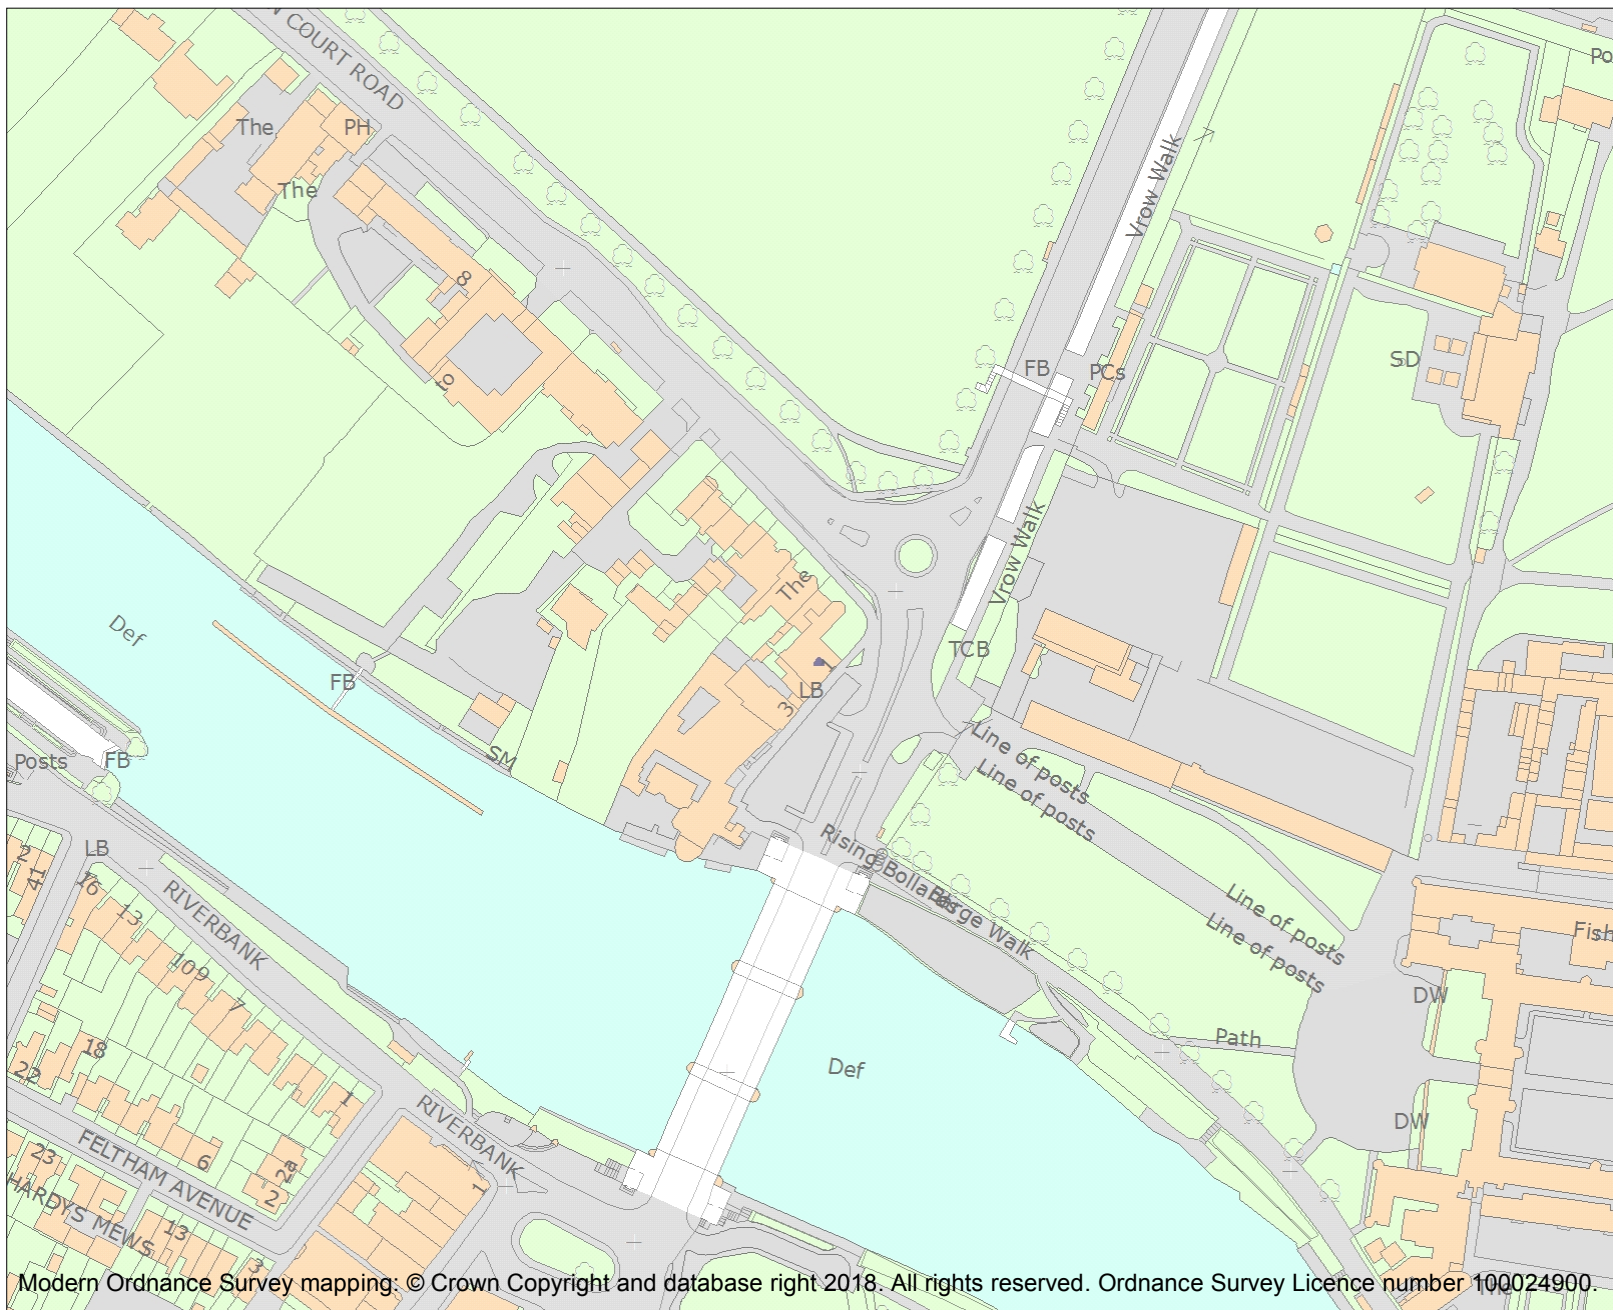 N COURT ROAD
The
PH
The
8
9
Vrow Walk
FB
PCs
SD
Vrow Walk
The
TCB
1
LB
3
Def
FB
SM
Posts
FB
LB
Line of posts
Line of posts
Rising Bollards
Barge Walk
Line of posts
Line of posts
Fish
DW
Path
DW
Def
2
41
16
13
109
7
RIVERBANK
18
22
1
RIVERBANK
1
FELTHAM AVENUE
6
2a
2
23
HARDYS MEWS
13
3
Modern Ordnance Survey mapping: © Crown Copyright and database right 2018. All rights reserved. Ordnance Survey Licence number 100024900.